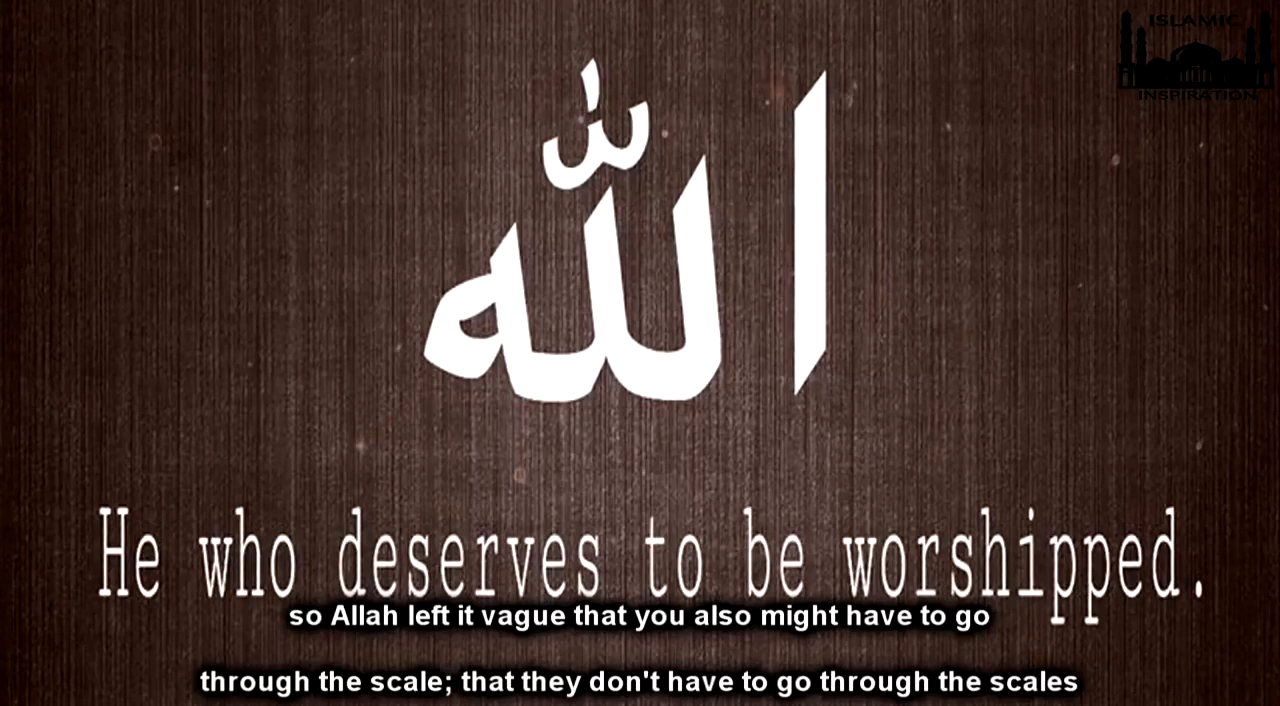 ISLAMIC
INSPIRATION
الله
He who deserves to be worshipped.
so Allah left it vague that you also might have to go
through the scale; that they don't have to go through the scales